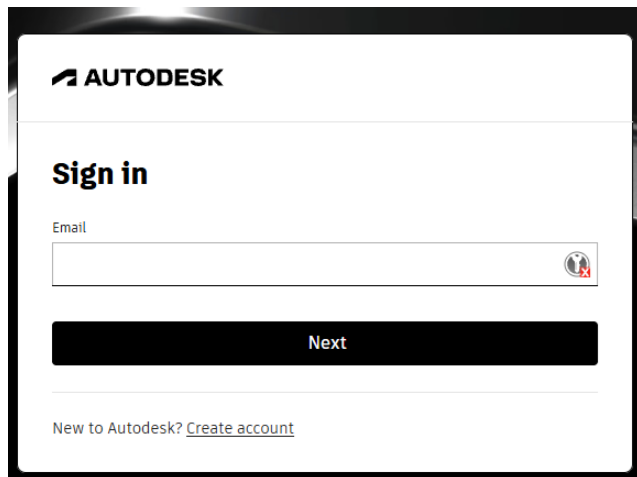 AUTODESK
Sign in
Email
Next
New to Autodesk? Create account